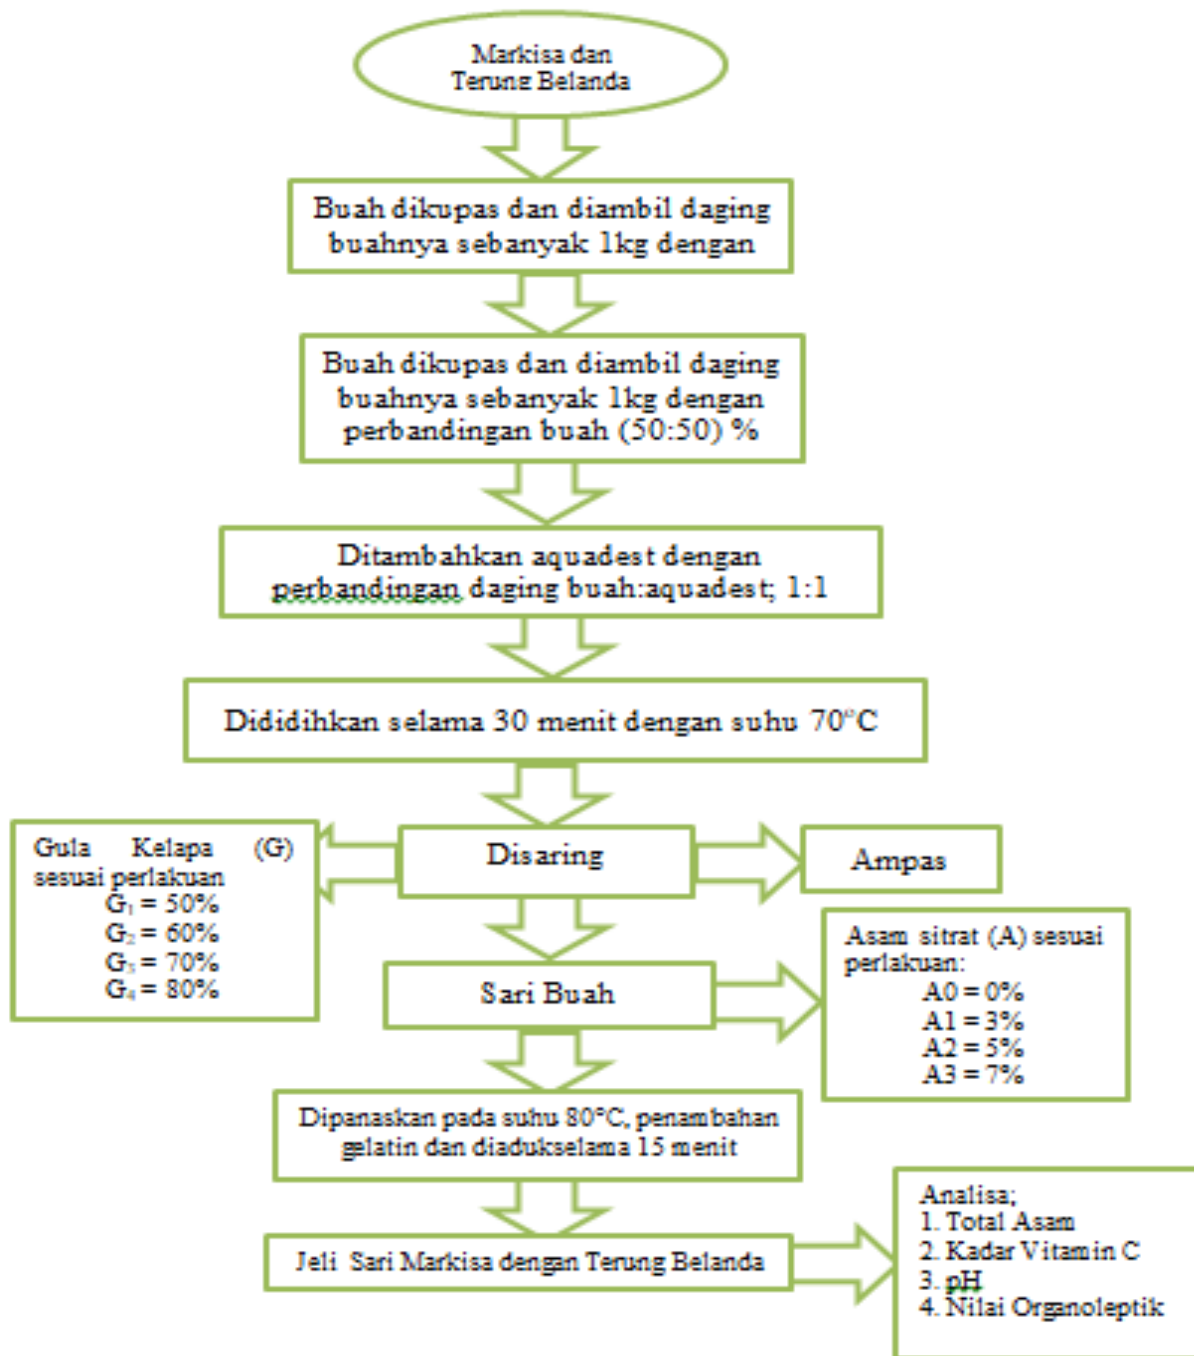 Markisa dan
Terung Belanda
Buah dikupas dan diambil daging
buahnya sebanyak 1kg dengan
Buah dikupas dan diambil daging
buahnya sebanyak 1kg dengan
perbandingan buah (50:50) %
Ditambahkan aquadest dengan
perbandingan daging buah:aquadest; 1:1
Dididihkan selama 30 menit dengan suhu 70°C
Disaring
Ampas
Gula Kelapa (G)
sesuai perlakuan
G₁ = 50%
G₂ = 60%
G₃ = 70%
G₄ = 80%
Sari Buah
Asam sitrat (A) sesuai
perlakuan:
A0 = 0%
A1 = 3%
A2 = 5%
A3 = 7%
Dipanaskan pada suhu 80°C, penambahan
gelatin dan diadukselama 15 menit
Jeli Sari Markisa dengan Terung Belanda
Analisa;
1. Total Asam
2. Kadar Vitamin C
3. pH
4. Nilai Organoleptik